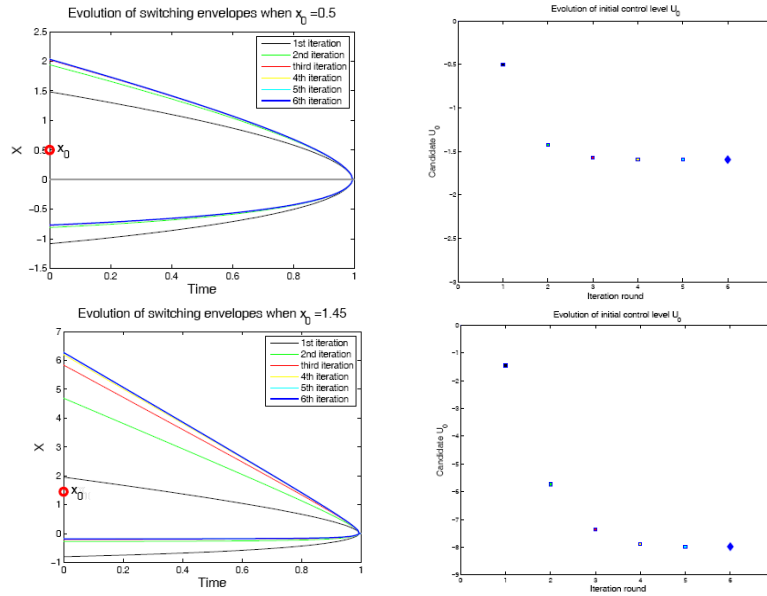 Evolution of switching envelopes when x0 =0.5
2.5
2
1.5
1
0.5
0
-0.5
-1
-1.5
X
x0
1st iteration
2nd iteration
third iteration
4th iteration
5th iteration
6th iteration
0
0.2
0.4
0.6
0.8
1
Time
Evolution of initial control level U0
0
-0.5
-1
-1.5
-2
-2.5
-3
Candidate U0
0
1
2
3
4
5
6
Iteration round
Evolution of switching envelopes when x0 =1.45
7
6
5
4
3
2
1
0
-1
X
x0
1st iteration
2nd iteration
third iteration
4th iteration
5th iteration
6th iteration
0
0.2
0.4
0.6
0.8
1
Time
Evolution of initial control level U0
0
-1
-2
-3
-4
-5
-6
-7
-8
-9
Candidate U0
0
1
2
3
4
5
6
Iteration round